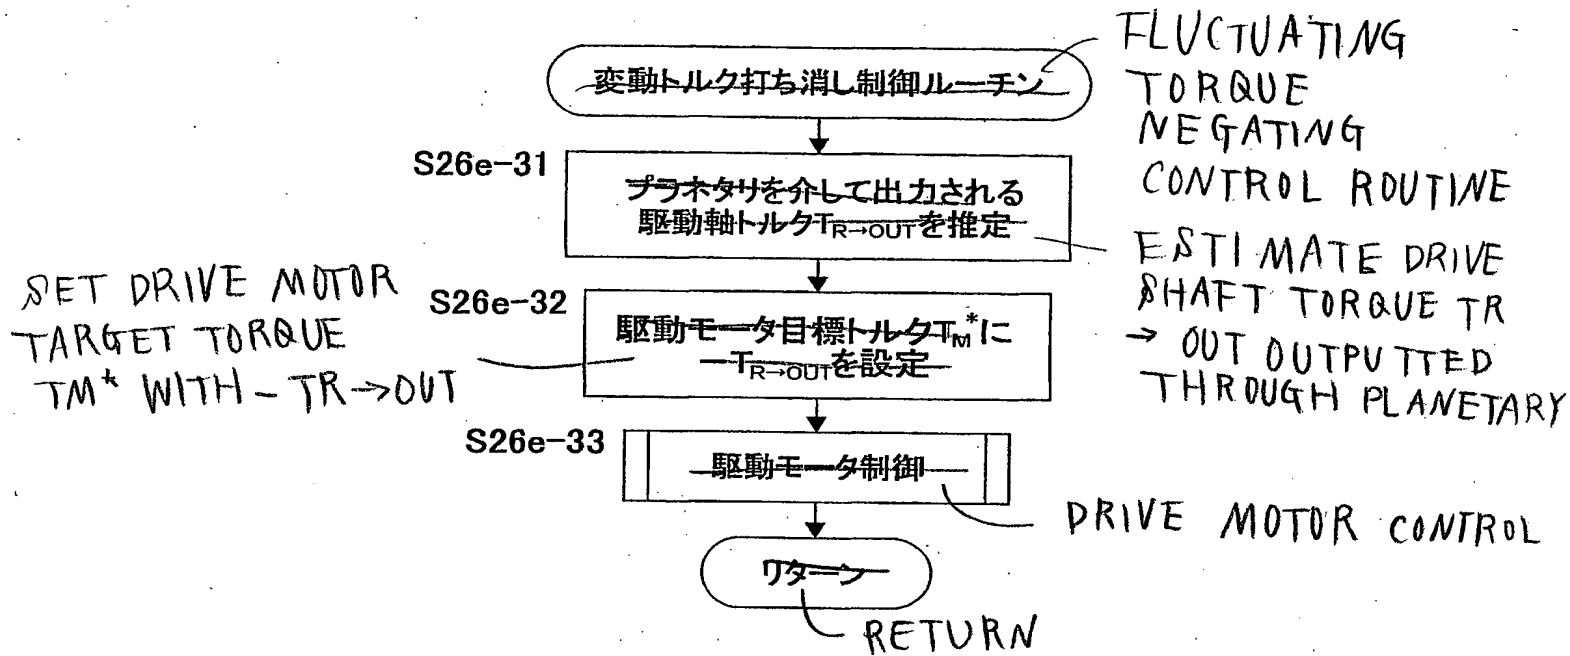 変動トルク打ち消し制御ルーチン
FLUCTUATING
TORQUE
NEGATING
CONTROL ROUTINE
S26e-31
プラネタリを介して出力される
駆動軸トルクTR→OUTを推定
ESTIMATE DRIVE
SHAFT TORQUE TR
→ OUT OUTPUTTED
THROUGH PLANETARY
SET DRIVE MOTOR
TARGET TORQUE
TM* WITH - TR→OUT
S26e-32
駆動モータ目標トルクTM*に
-TR→OUTを設定
S26e-33
駆動モータ制御
DRIVE MOTOR CONTROL
リターン
RETURN